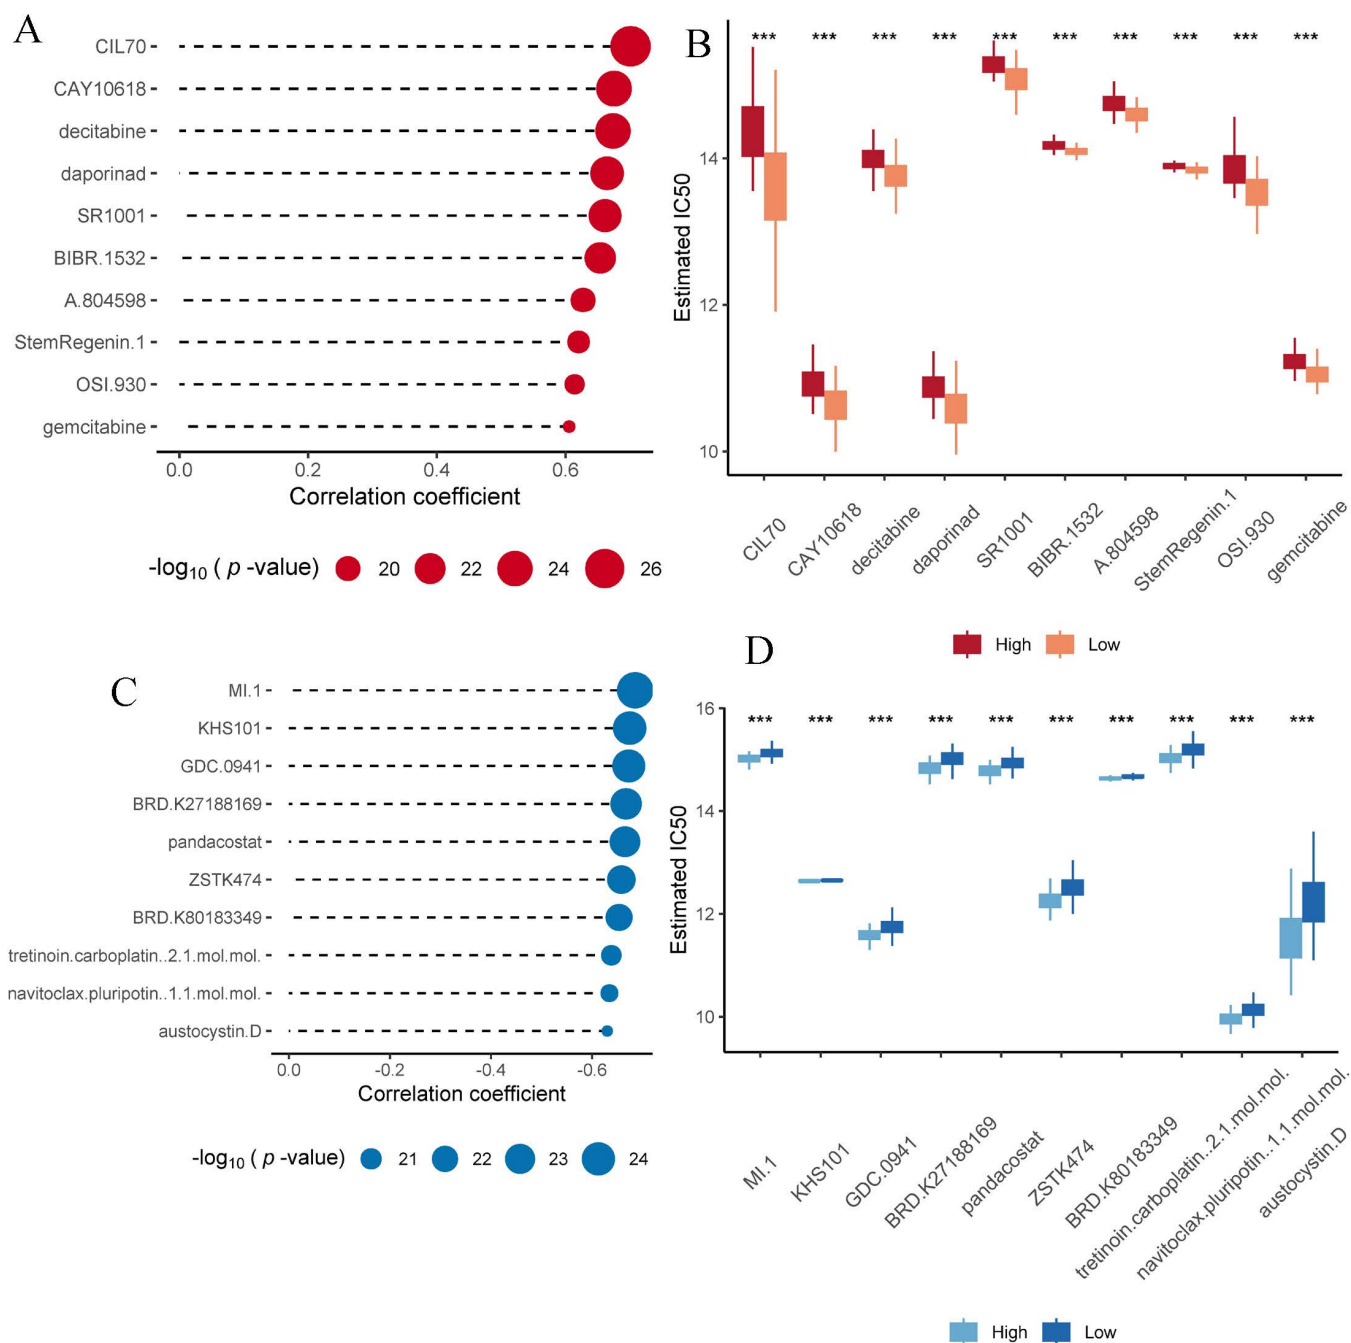 A
CIL70
CAY10618
decitabine
daporinad
SR1001
BIBR.1532
A.804598
StemRegenin.1
OSI.930
gemcitabine
0.0 0.2 0.4 0.6
Correlation coefficient
-log10 ( p -value) 20 22 24 26
B
*** *** *** *** *** *** *** *** *** ***
Estimated IC50
14
12
10
CIL70 CAY10618 decitabine daporinad SR1001 BIBR.1532 A.804598 StemRegenin.1 OSI.930 gemcitabine
High Low
C
MI.1
KHS101
GDC.0941
BRD.K27188169
pandacostat
ZSTK474
BRD.K80183349
tretinoin.carboplatin..2.1.mol.mol.
navitoclax.pluripotin..1.1.mol.mol.
austocystin.D
0.0 -0.2 -0.4 -0.6
Correlation coefficient
-log10 ( p -value) 21 22 23 24
D
*** *** *** *** *** *** *** *** *** ***
Estimated IC50
16
14
12
10
MI.1 KHS101 GDC.0941 BRD.K27188169 pandacostat ZSTK474 BRD.K80183349 tretinoin.carboplatin..2.1.mol.mol. navitoclax.pluripotin..1.1.mol.mol. austocystin.D
High Low